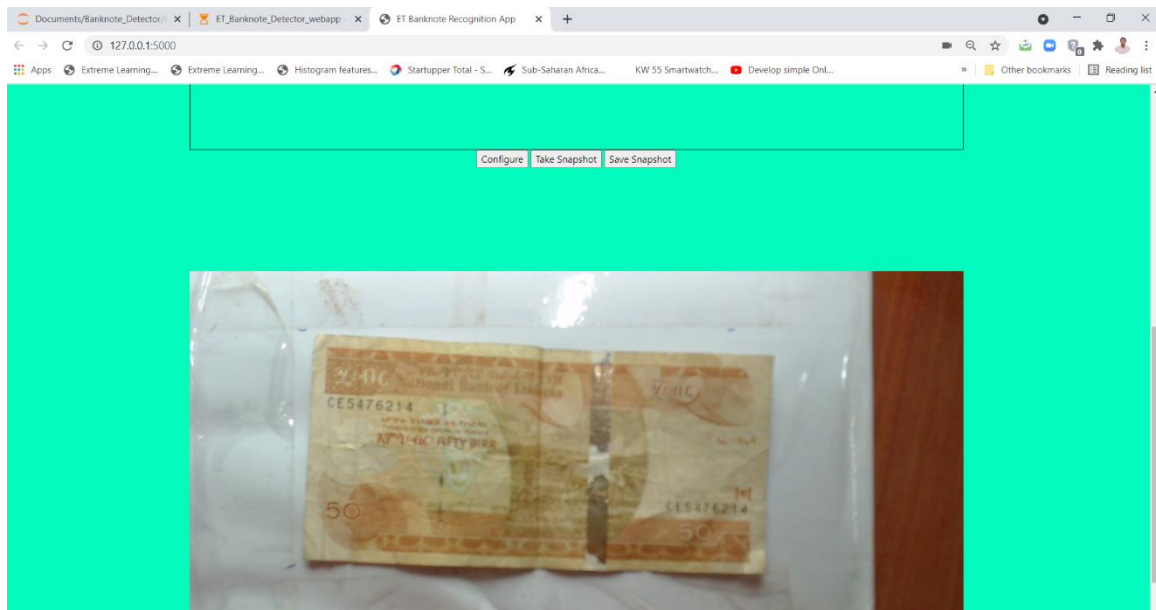 Documents/Banknote_Detector/
ET_Banknote_Detector_webapp
ET Banknote Recognition App
127.0.0.1:5000
Apps
Extreme Learning...
Extreme Learning...
Histogram features...
Startupper Total - S...
Sub-Saharan Africa...
KW 55 Smartwatch...
Develop simple Onl...
Other bookmarks
Reading list
Configure
Take Snapshot
Save Snapshot
National Bank of Ethiopia
CE5476214
FIFTY BIRR
CE5476214
50
50